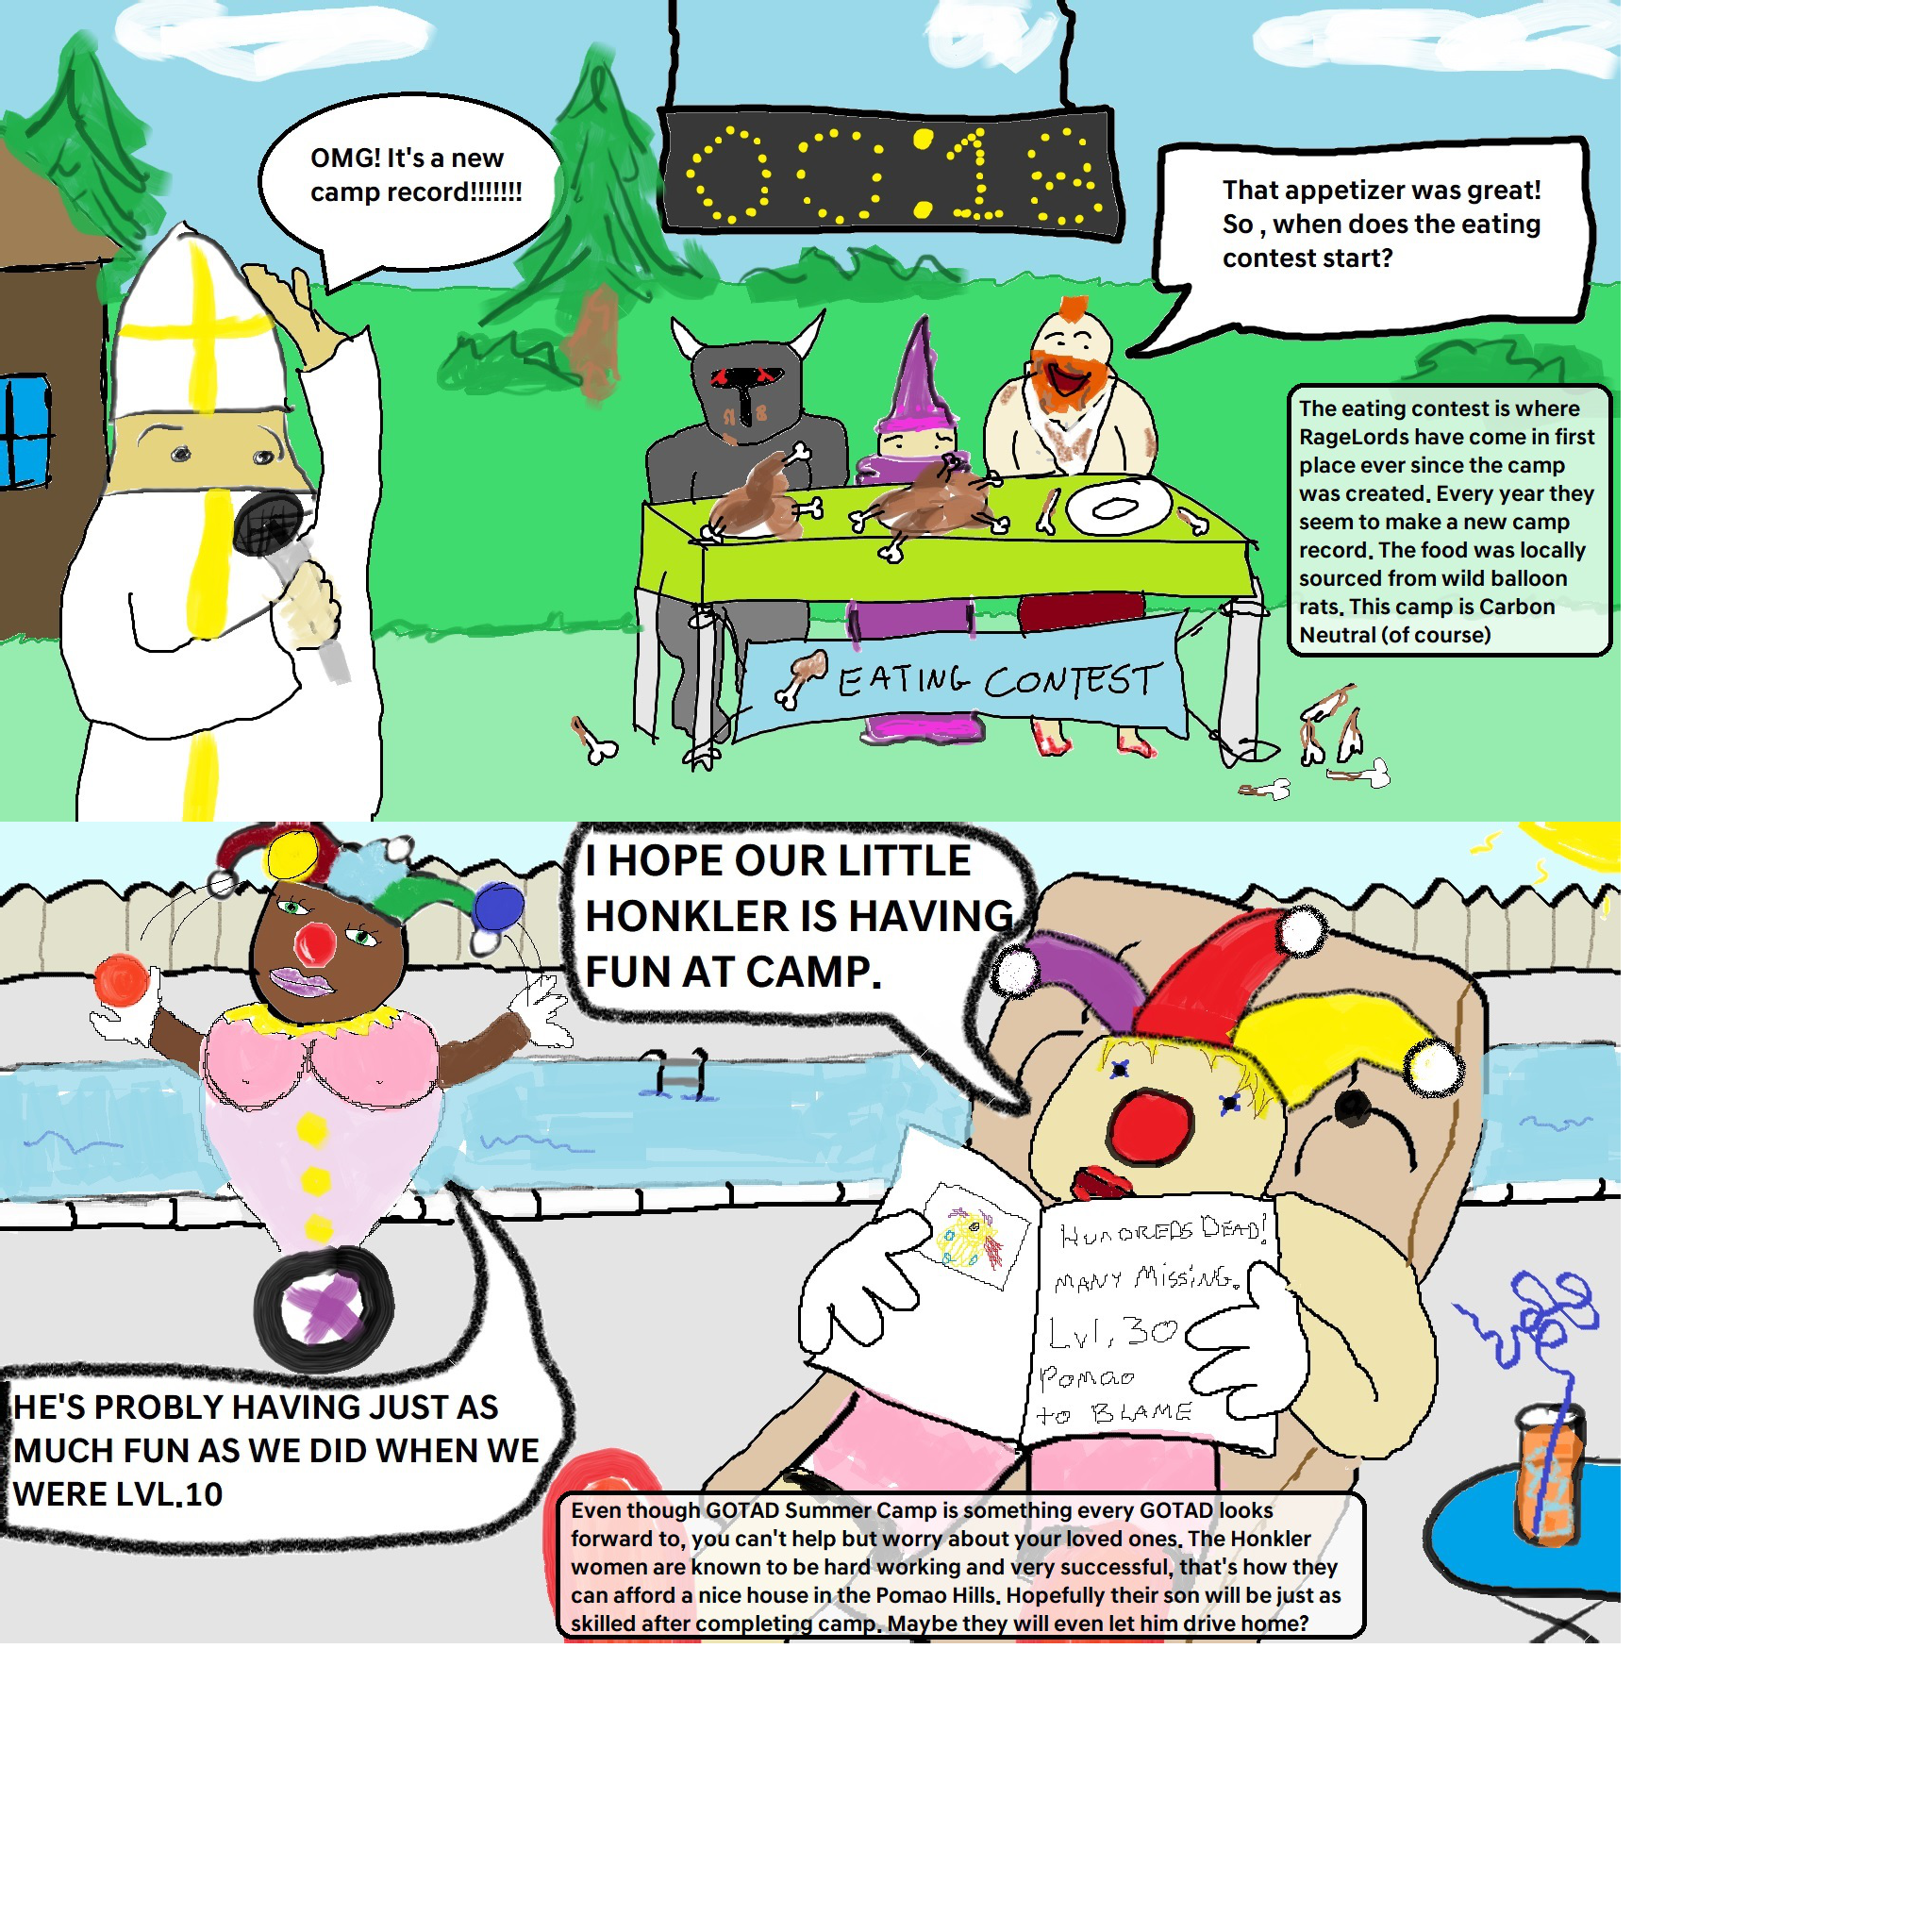 OMG! It's a new
camp record!!!!!!!
00:18
That appetizer was great!
So , when does the eating
contest start?
The eating contest is where
RageLords have come in first
place ever since the camp
was created. Every year they
seem to make a new camp
record. The food was locally
sourced from wild balloon
rats. This camp is Carbon
Neutral (of course)
EATING CONTEST
I HOPE OUR LITTLE
HONKLER IS HAVING
FUN AT CAMP.
HUnDREDS DEAD!
MANY MissiNG.
Lvl, 30
Pomao
to BLAME
HE'S PROBLY HAVING JUST AS
MUCH FUN AS WE DID WHEN WE
WERE LVL.10
Even though GOTAD Summer Camp is something every GOTAD looks
forward to, you can't help but worry about your loved ones. The Honkler
women are known to be hard working and very successful, that's how they
can afford a nice house in the Pomao Hills. Hopefully their son will be just as
skilled after completing camp. Maybe they will even let him drive home?